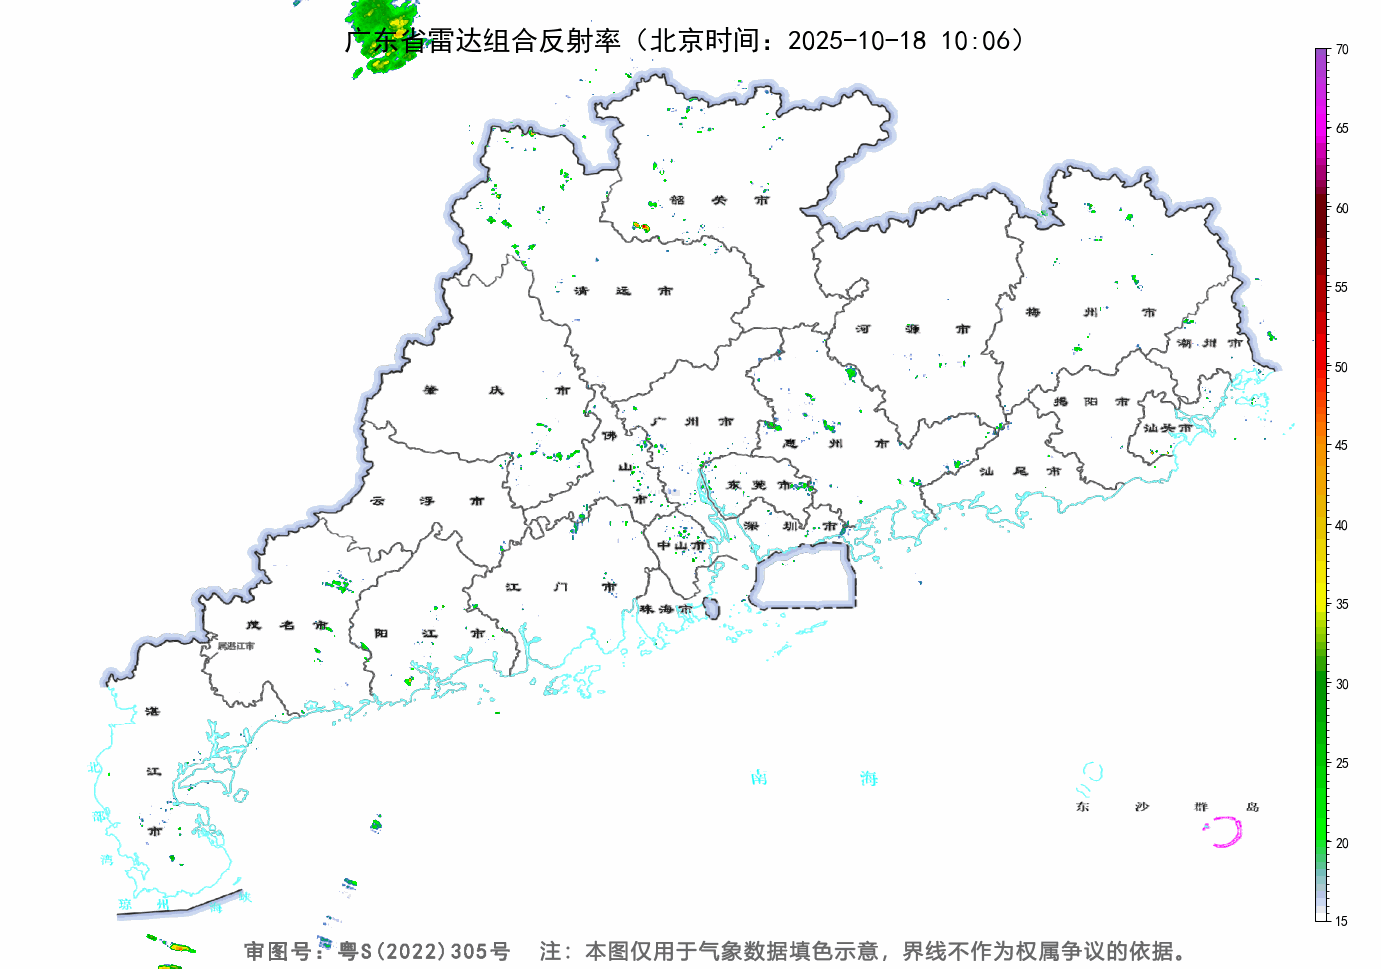 广东省雷达组合反射率（北京时间：2025-10-18 10:06）
70
65
60
55
50
45
40
35
30
25
20
15
韶关市
清远市
梅州市
河源市
潮州市
肇庆市
揭阳市
广州市
汕头市
佛山市
惠州市
汕尾市
东莞市
云浮市
深圳市
中山市
江门市
珠海市
茂名市
阳江市
属湛江市
湛江市
北部湾
南海
东沙群岛
琼州海峡
审图号：粤S(2022)305号 注：本图仅用于气象数据填色示意，界线不作为权属争议的依据。